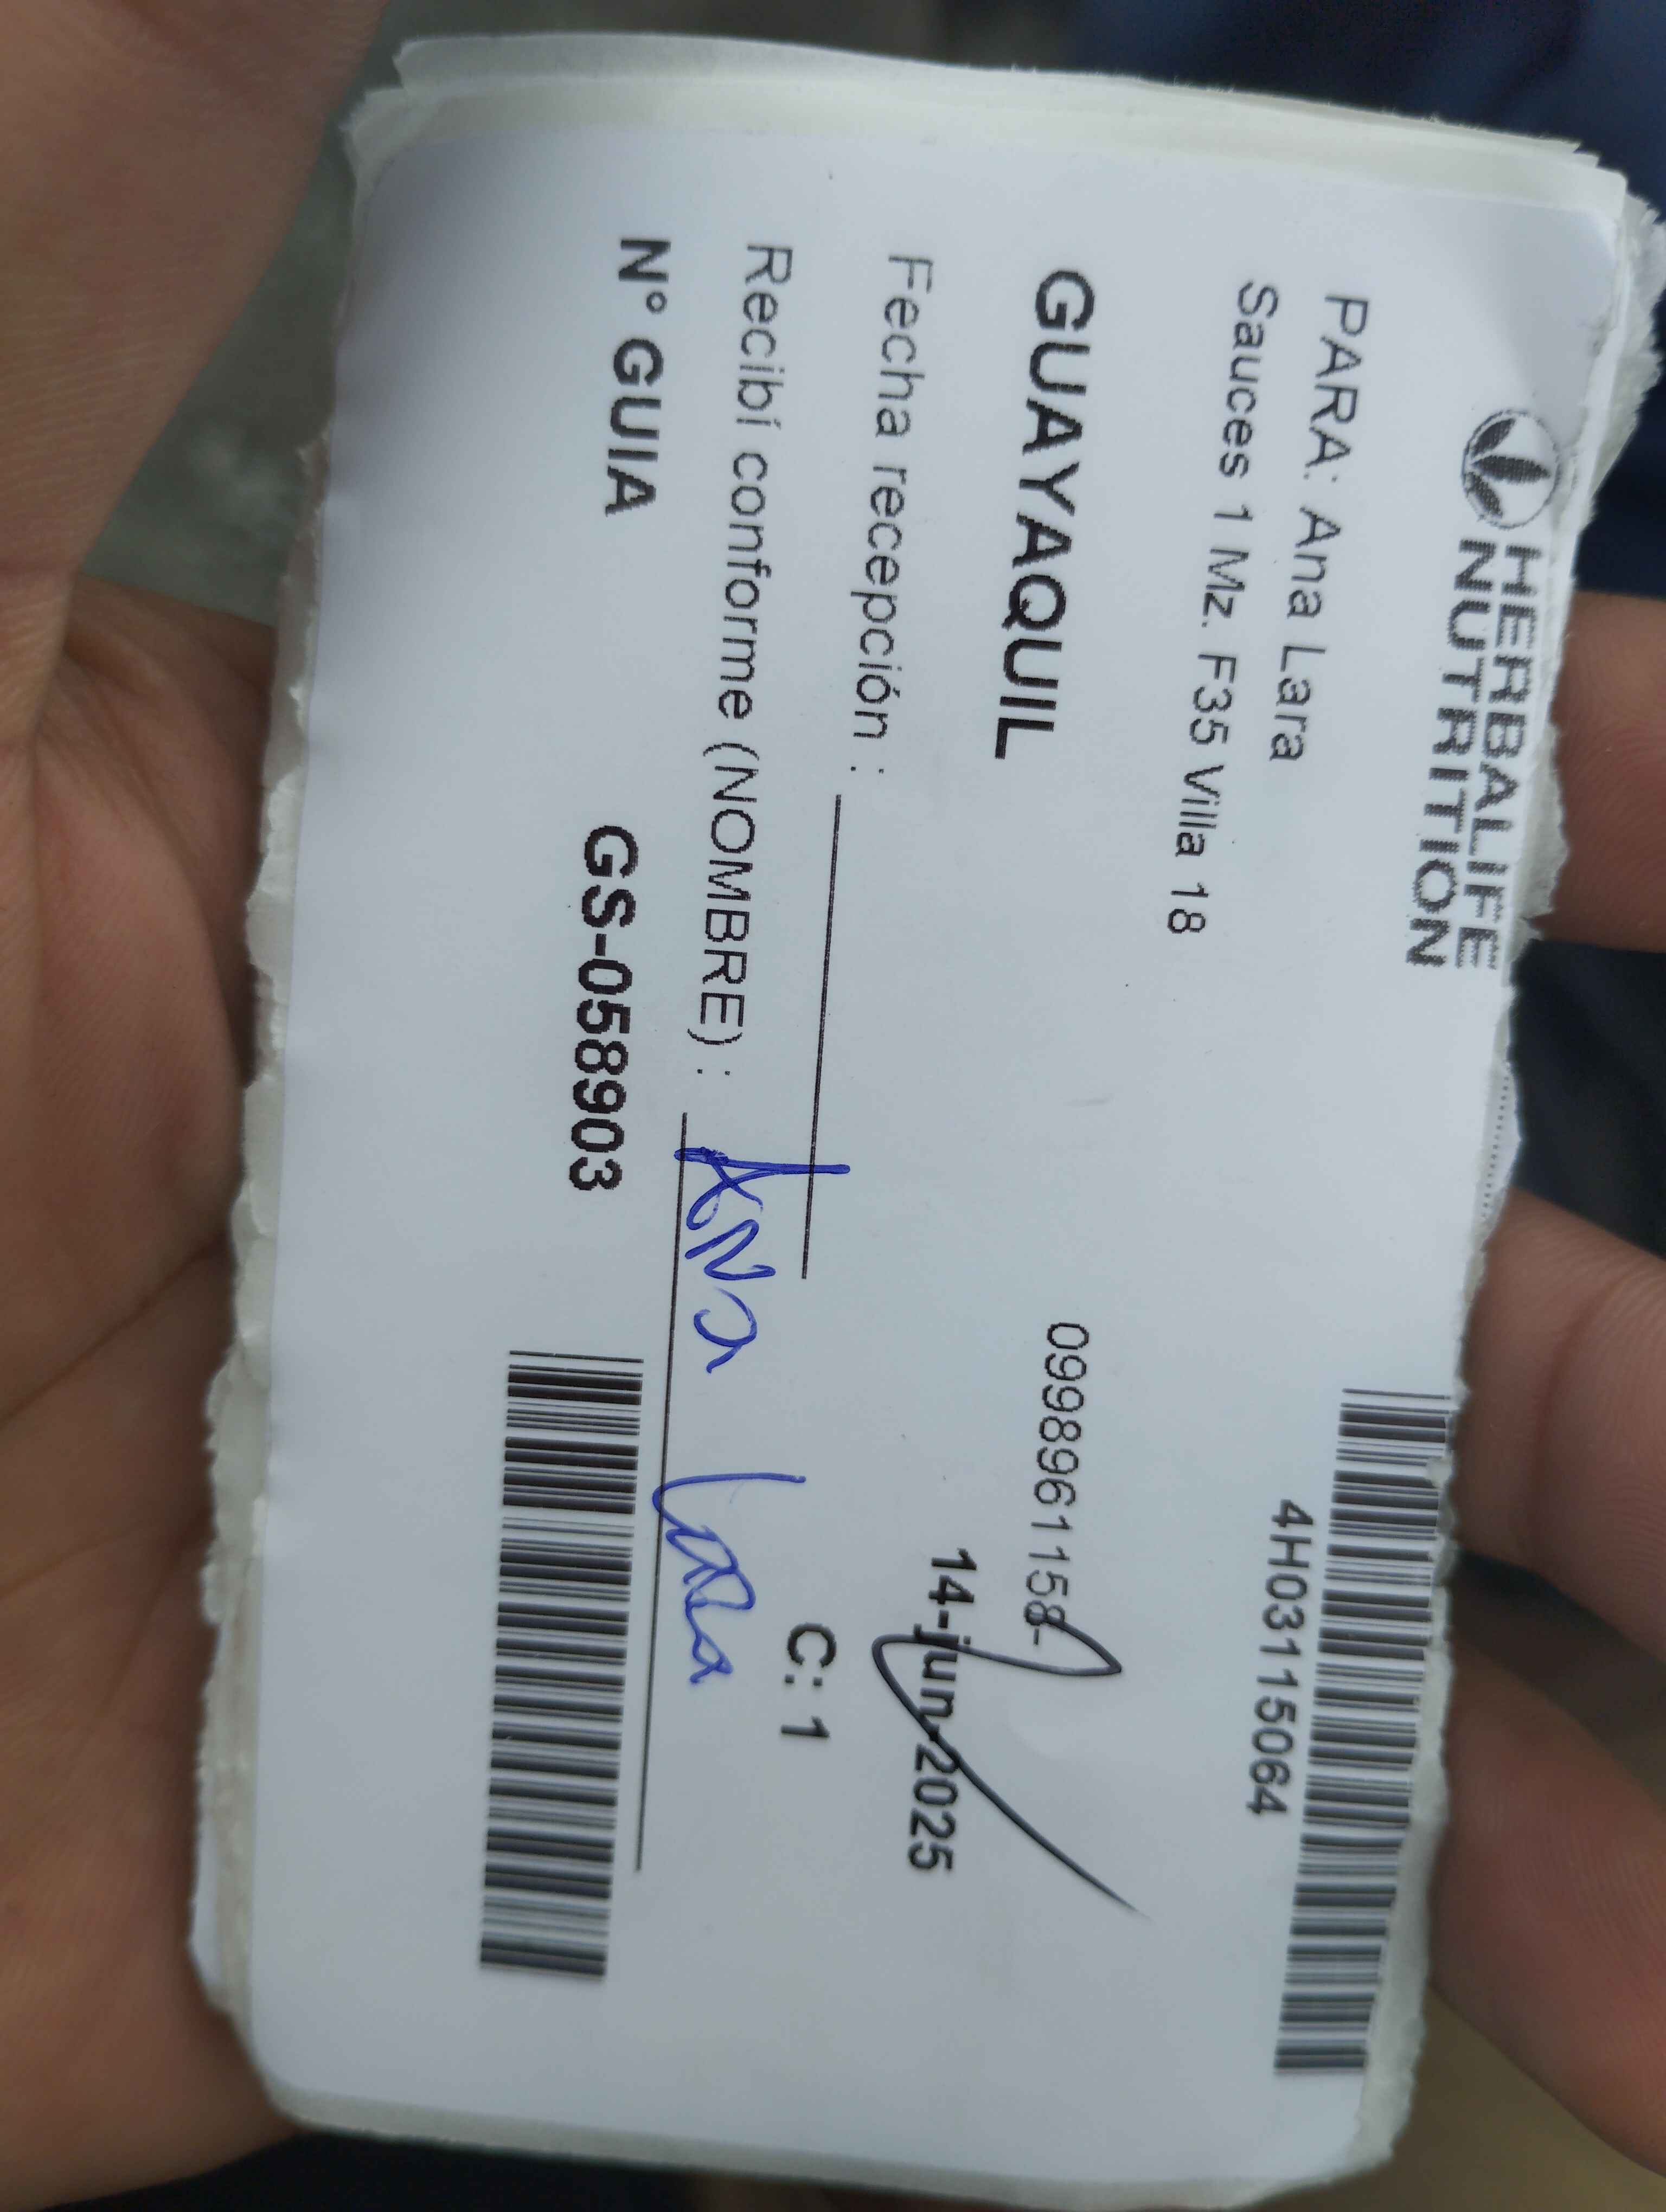 HERBALIFE
NUTRITION
4H03115064
PARA: Ana Lara
Sauces 1 Mz. F35 Villa 18
GUAYAQUIL
0998961158-
14-jun-2025
Fecha recepción :
C: 1
Recibí conforme (NOMBRE) : Ana Lara
N° GUIA
GS-058903